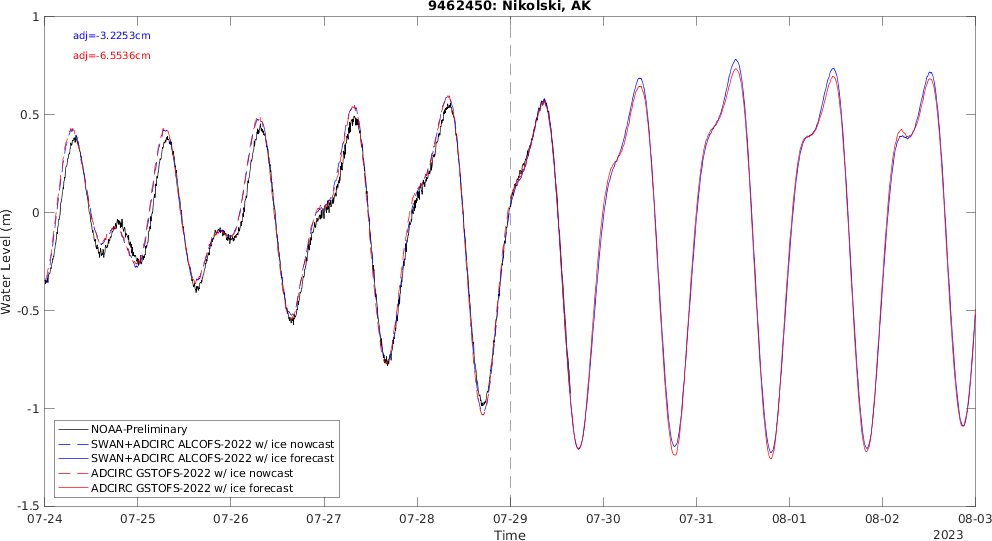 9462450: Nikolski, AK
adj=-3.2253cm
adj=-6.5536cm
Water Level (m)
1
0.5
0
-0.5
-1
-1.5
NOAA-Preliminary
SWAN+ADCIRC ALCOFS-2022 w/ ice nowcast
SWAN+ADCIRC ALCOFS-2022 w/ ice forecast
ADCIRC GSTOFS-2022 w/ ice nowcast
ADCIRC GSTOFS-2022 w/ ice forecast
07-24 07-25 07-26 07-27 07-28 07-29 07-30 07-31 08-01 08-02 08-03
Time
2023